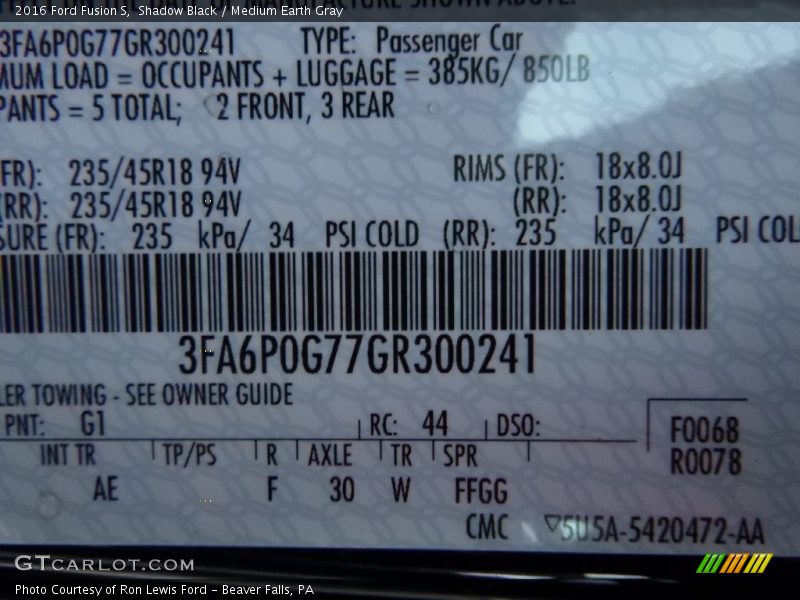 2016 Ford Fusion S, Shadow Black / Medium Earth Gray
3FA6P0G77GR300241 TYPE: Passenger Car
MUM LOAD = OCCUPANTS + LUGGAGE = 385KG/ 850LB
PANTS = 5 TOTAL; 2 FRONT, 3 REAR
(FR): 235/45R18 94V RIMS (FR): 18x8.0J
(RR): 235/45R18 94V (RR): 18x8.0J
SURE (FR): 235 kPa/ 34 PSI COLD (RR): 235 kPa/ 34 PSI COL
3FA6P0G77GR300241
LER TOWING - SEE OWNER GUIDE
PNT: G1 RC: 44 DSO: F0068
INT TR TP/PS R AXLE TR SPR R0078
AE F 30 W FFGG
CMC ▽5U5A-5420472-AA
GTCARLOT.COM
Photo Courtesy of Ron Lewis Ford - Beaver Falls, PA